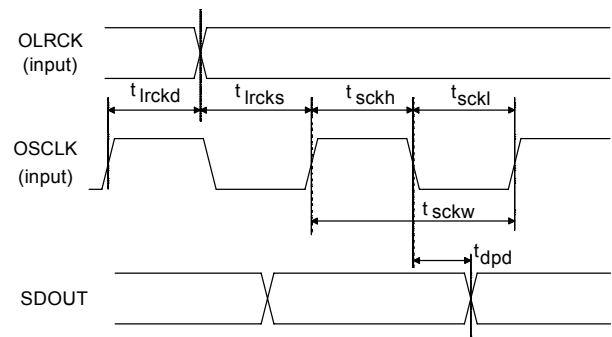 OLRCK
(input)
t lrckd
t lrcks
t sckh
t sckl
OSCLK
(input)
t sckw
t dpd
SDOUT